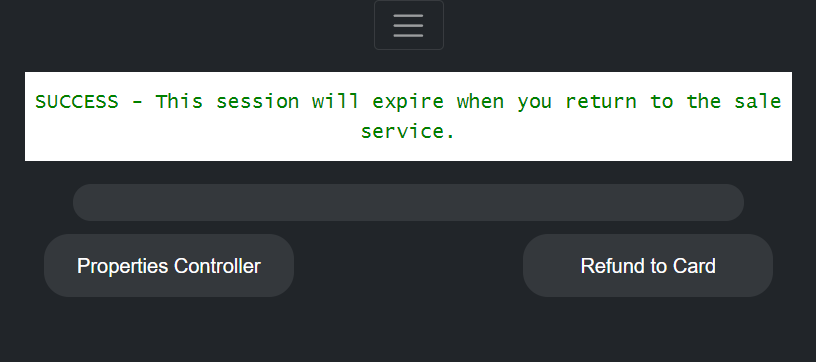 SUCCESS - This session will expire when you return to the sale
service.
Properties Controller
Refund to Card